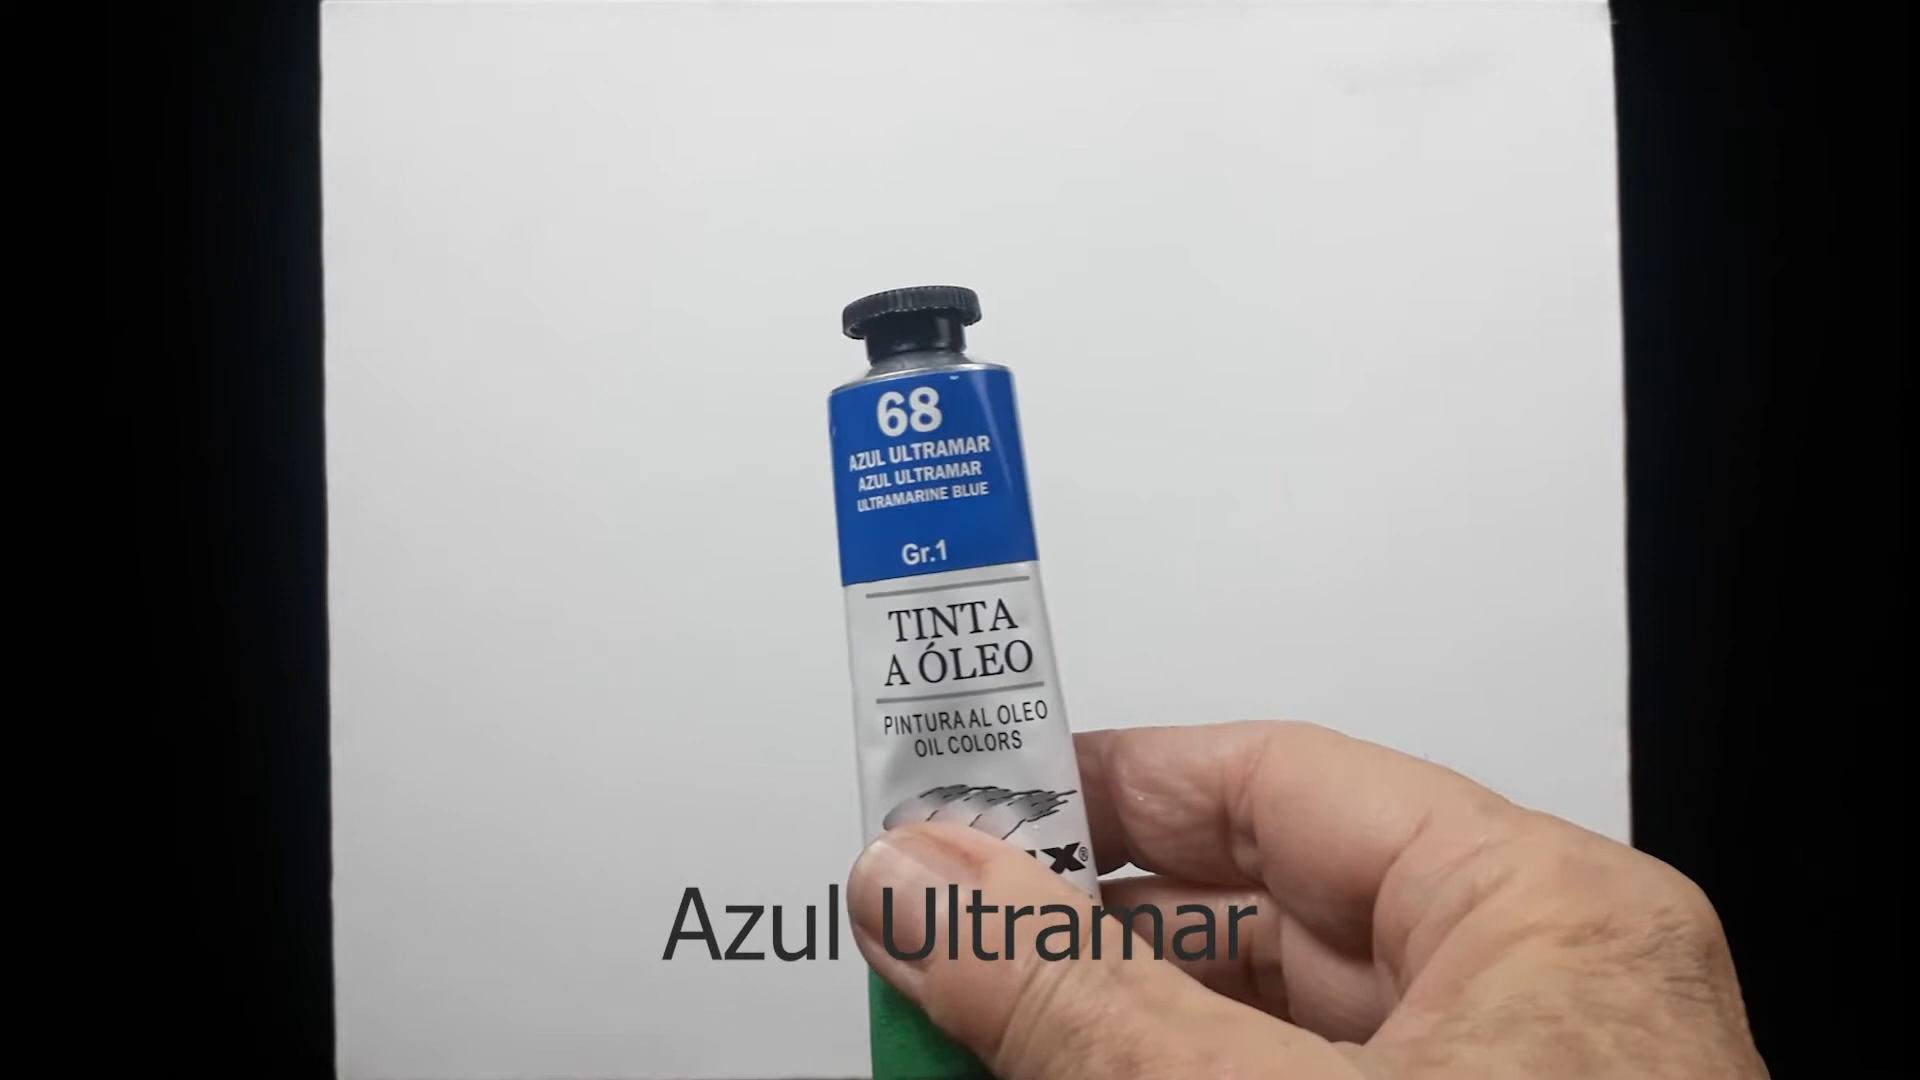 68
AZUL ULTRAMAR
AZUL ULTRAMAR
ULTRAMARINE BLUE
Gr.1
TINTA
A ÓLEO
PINTURA AL OLEO
OIL COLORS
Azul Ultramar